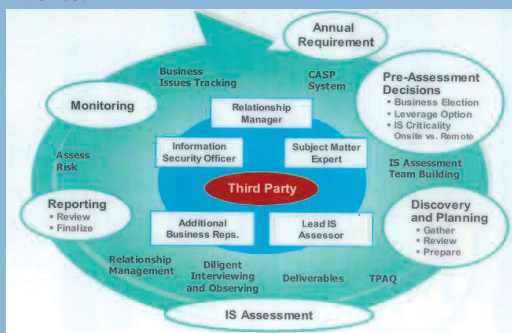 Annual
Requirement
Business
Issues Tracking
CASP
System
Pre-Assessment
Decisions
• Business Election
• Leverage Option
• IS Criticality
Onsite vs. Remote
Monitoring
Relationship
Manager
Information
Security Officer
Subject Matter
Expert
Assess
Risk
IS Assessment
Team Building
Third Party
Reporting
• Review
• Finalize
Discovery
and Planning
• Gather
• Review
• Prepare
Additional
Business Reps.
Lead IS
Assessor
Relationship
Management
Diligent
Interviewing
and Observing
Deliverables
TPAQ
IS Assessment